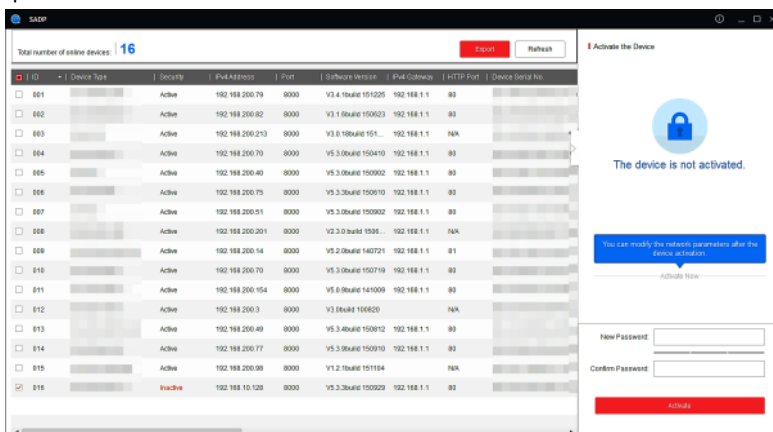 SADP
Total number of online devices: 16 Export Refresh
ID Device Type Security IPv4 Address Port Software Version IPv4 Gateway HTTP Port Device Serial No.
001 Active 192.168.200.79 8000 V3.4.1build 151225 192.168.1.1 80
002 Active 192.168.200.82 8000 V3.1.6build 150623 192.168.1.1 80
003 Active 192.168.200.213 8000 V3.0.18build 151... 192.168.1.1 N/A
004 Active 192.168.200.70 8000 V5.3.0build 150410 192.168.1.1 80
005 Active 192.168.200.40 8000 V5.3.0build 150902 192.168.1.1 80
006 Active 192.168.200.75 8000 V5.3.3build 150610 192.168.1.1 80
007 Active 192.168.200.51 8000 V5.3.0build 150902 192.168.1.1 80
008 Active 192.168.200.201 8000 V2.3.0 build 1508... 192.168.1.1 N/A
009 Active 192.168.200.14 8000 V5.2.0build 140721 192.168.1.1 81
010 Active 192.168.200.70 8000 V5.3.0build 150719 192.168.1.1 80
011 Active 192.168.200.154 8000 V5.0.9build 141009 192.168.1.1 80
012 Active 192.168.200.3 8000 V3.0build 100820 N/A
013 Active 192.168.200.49 8000 V5.3.4build 150812 192.168.1.1 80
014 Active 192.168.200.77 8000 V5.3.9build 150910 192.168.1.1 80
015 Active 192.168.200.98 8000 V1.2.1build 151104 N/A
016 Inactive 192.168.10.128 8000 V5.3.3build 150929 192.168.1.1 80
Activate the Device
The device is not activated.
You can modify the network parameters after the
device activation.
Activate Now
New Password:
Confirm Password:
Activate